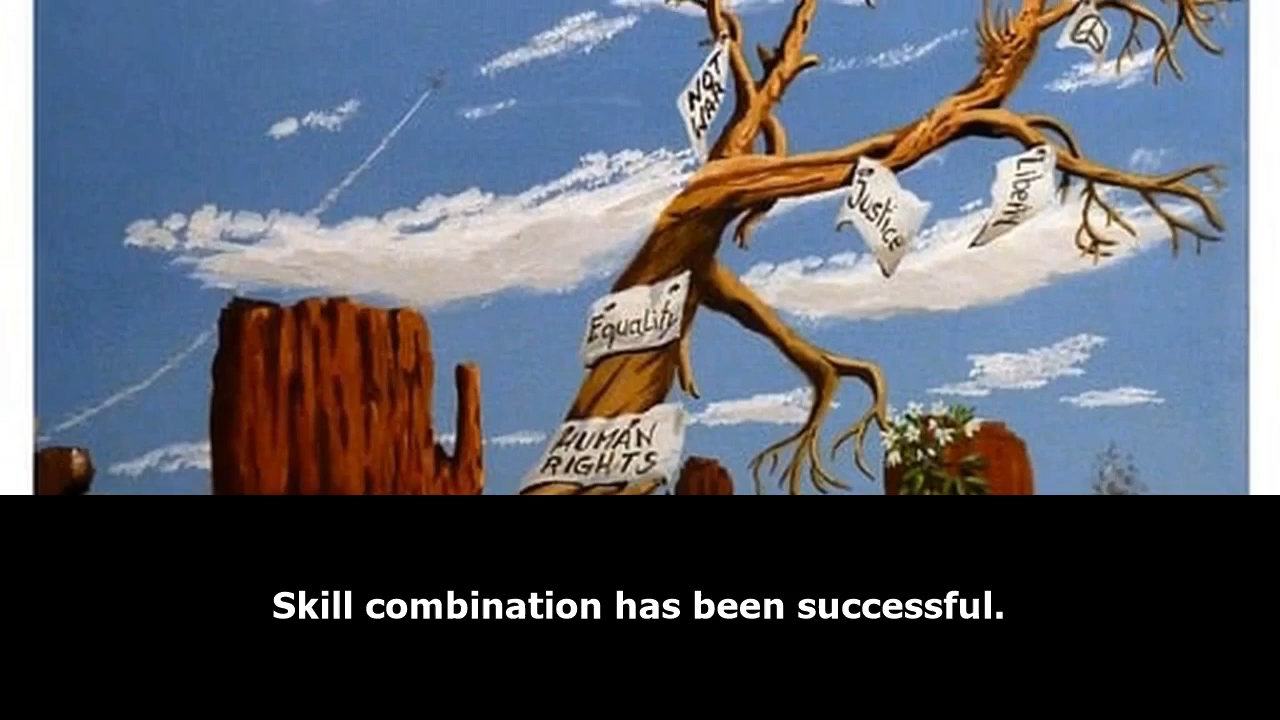 NOT
WAR
Justice
Liberty
Equality
HUMAN
RIGHTS
Skill combination has been successful.